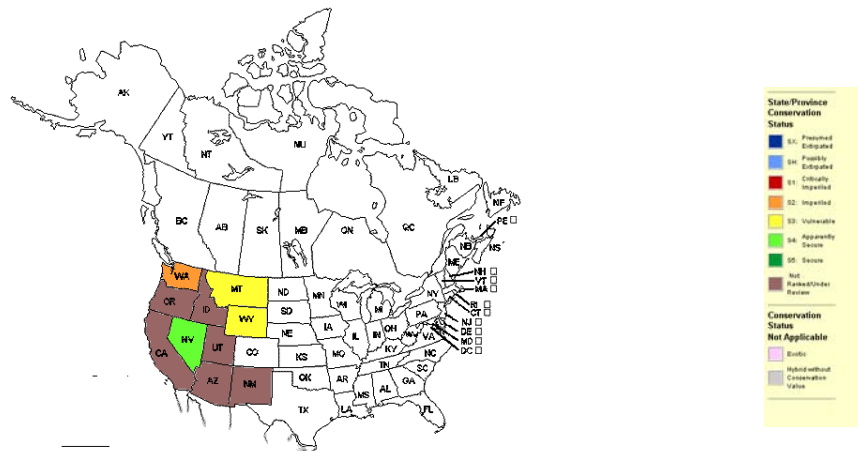 AK
YT
NT
NU
BC
AB
SK
MB
ON
QC
LB
NF
PE
NB
NS
ME
WA
MT
ND
MN
OR
ID
WY
SD
WI
MI
NY
NH
VT
MA
RI
CT
NJ
DE
MD
DC
NV
UT
CO
NE
IA
IL
IN
OH
PA
WV
VA
CA
AZ
NM
KS
MO
KY
NC
TN
SC
OK
AR
MS
AL
GA
TX
LA
FL
State/Province
Conservation
Status
SX: Presumed
Extirpated
SH: Possibly
Extirpated
S1: Critically
Imperiled
S2: Imperiled
S3: Vulnerable
S4: Apparently
Secure
S5: Secure
Not
Ranked/Under
Review
Conservation
Status
Not Applicable
Exotic
Hybrid without
Conservation
Value